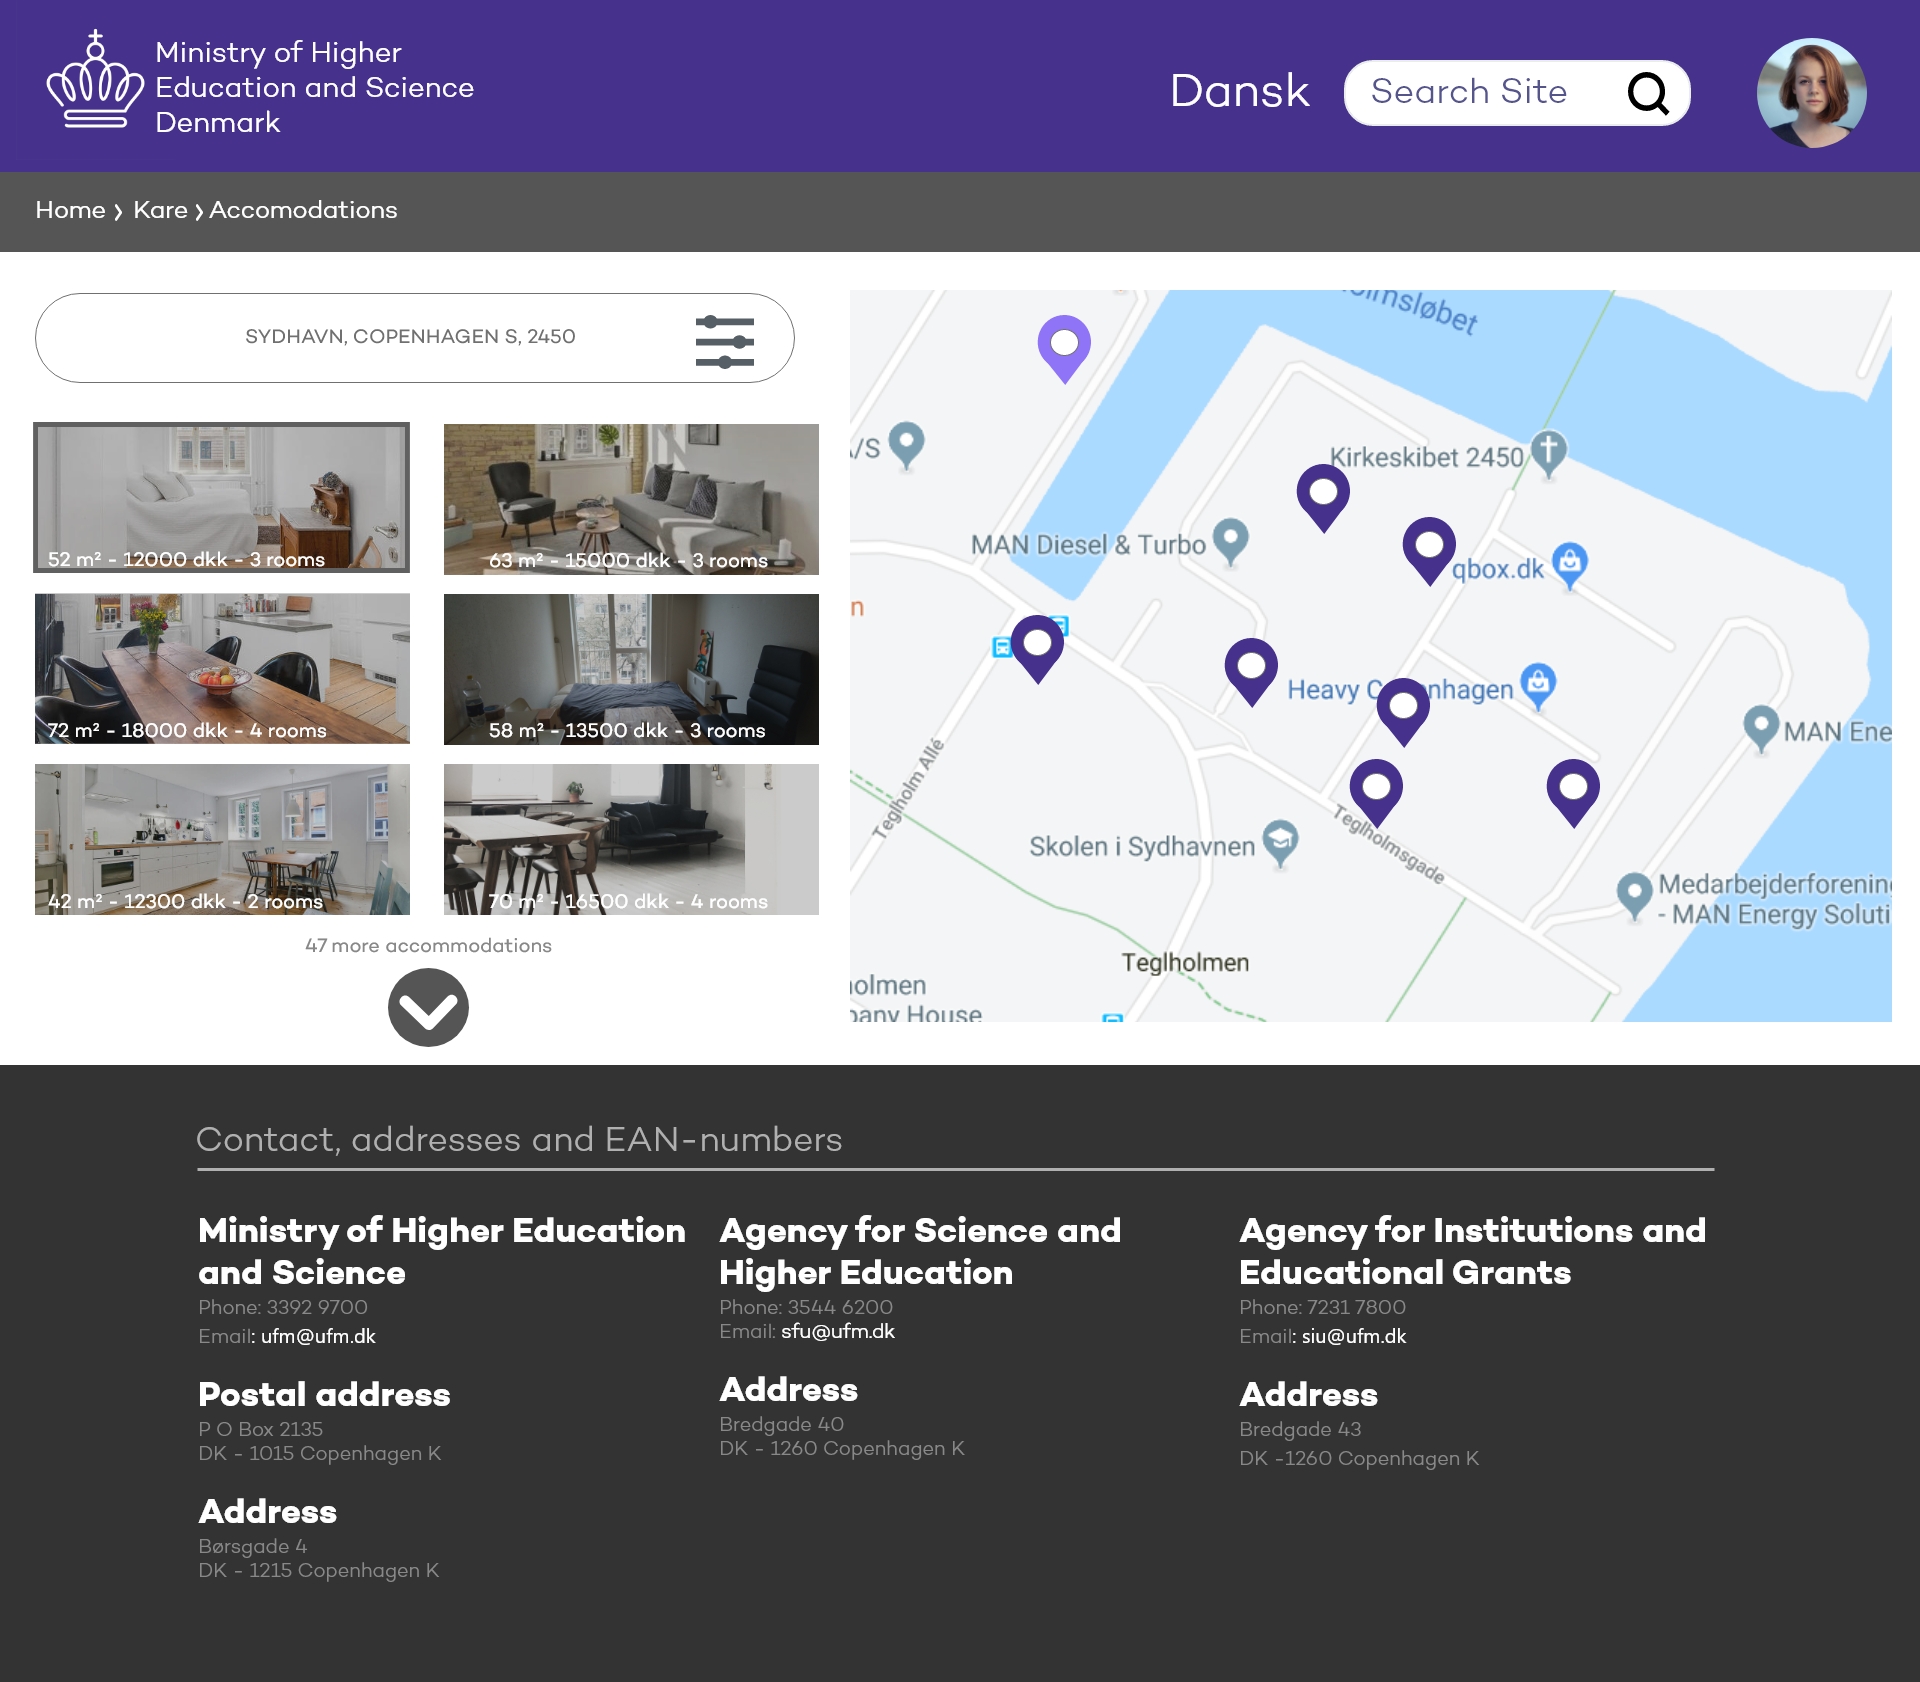 Ministry of Higher
Education and Science
Denmark
Dansk
Search Site
Home › Kare › Accomodations
SYDHAVN, COPENHAGEN S, 2450
52 m² - 12000 dkk - 3 rooms
63 m² - 15000 dkk - 3 rooms
72 m² - 18000 dkk - 4 rooms
58 m² - 13500 dkk - 3 rooms
42 m² - 12300 dkk - 2 rooms
70 m² - 16500 dkk - 4 rooms
47 more accommodations
olmsløbet
/S
Kirkeskibet 2450
MAN Diesel & Turbo
qbox.dk
n
Heavy C nhagen
MAN Ene
Teglholm Allé
Teglholmsgade
Skolen i Sydhavnen
Medarbejderforening
- MAN Energy Soluti
Teglholmen
holmen
pany House
Contact, addresses and EAN-numbers
Ministry of Higher Education
and Science
Phone: 3392 9700
Email: ufm@ufm.dk
Postal address
P O Box 2135
DK - 1015 Copenhagen K
Address
Børsgade 4
DK - 1215 Copenhagen K
Agency for Science and
Higher Education
Phone: 3544 6200
Email: sfu@ufm.dk
Address
Bredgade 40
DK - 1260 Copenhagen K
Agency for Institutions and
Educational Grants
Phone: 7231 7800
Email: siu@ufm.dk
Address
Bredgade 43
DK -1260 Copenhagen K